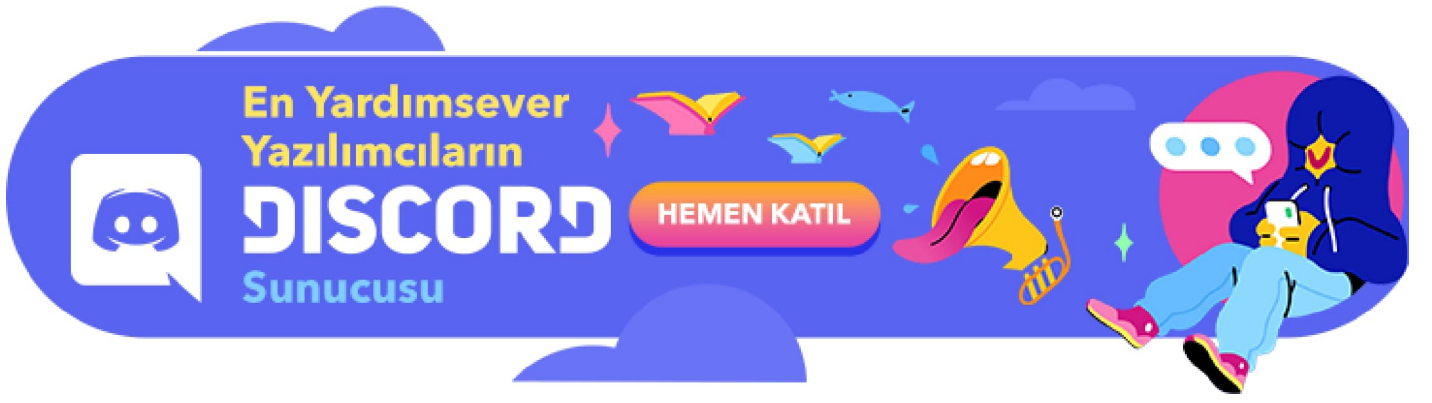 En Yardımsever
Yazılımcıların
DISCORD
Sunucusu
HEMEN KATIL